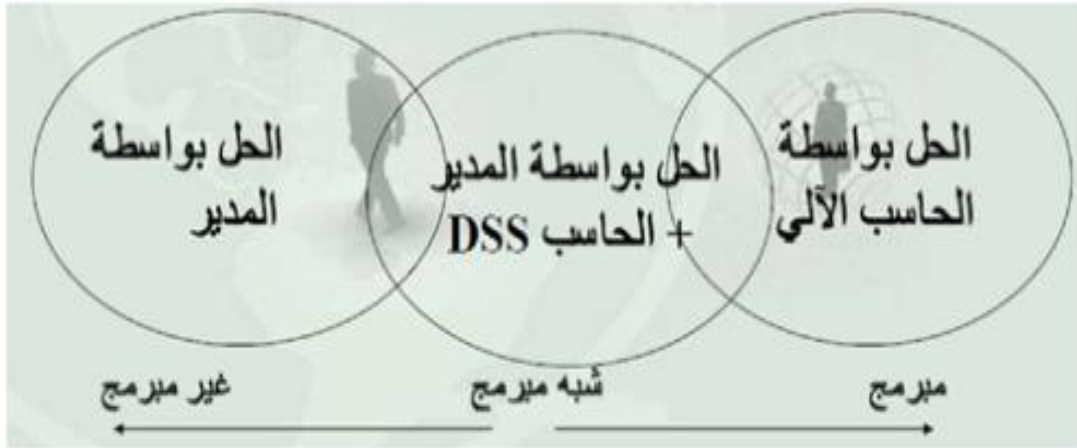 الحل بواسطة
الحاسب الآلي
الحل بواسطة المدير
+ الحاسب DSS
الحل بواسطة
المدير
مبرمج
شبه مبرمج
غير مبرمج